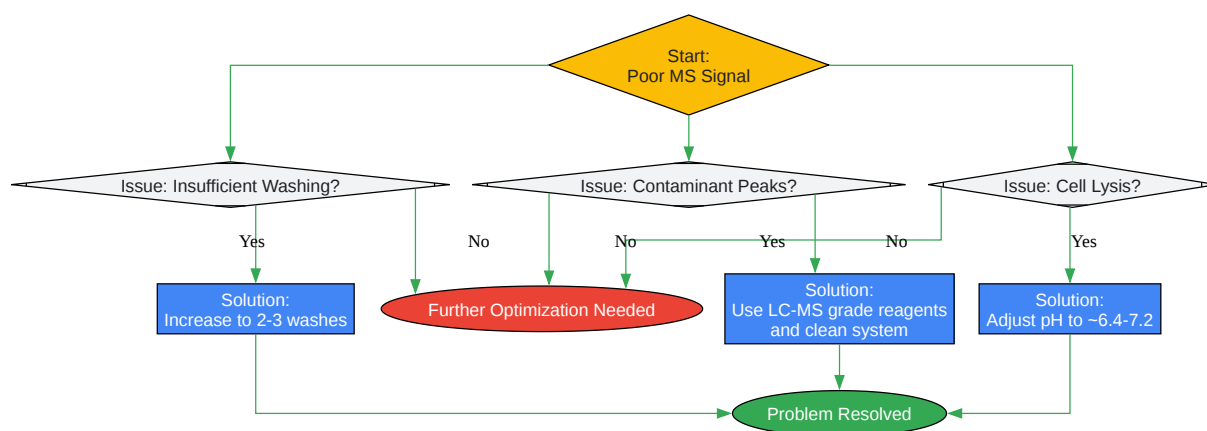 Start:
Poor MS Signal
Issue: Insufficient Washing?
Issue: Contaminant Peaks?
Issue: Cell Lysis?
Yes
No
No
Yes
No
Yes
Solution:
Increase to 2-3 washes
Further Optimization Needed
Solution:
Use LC-MS grade reagents
and clean system
Solution:
Adjust pH to ~6.4-7.2
Problem Resolved